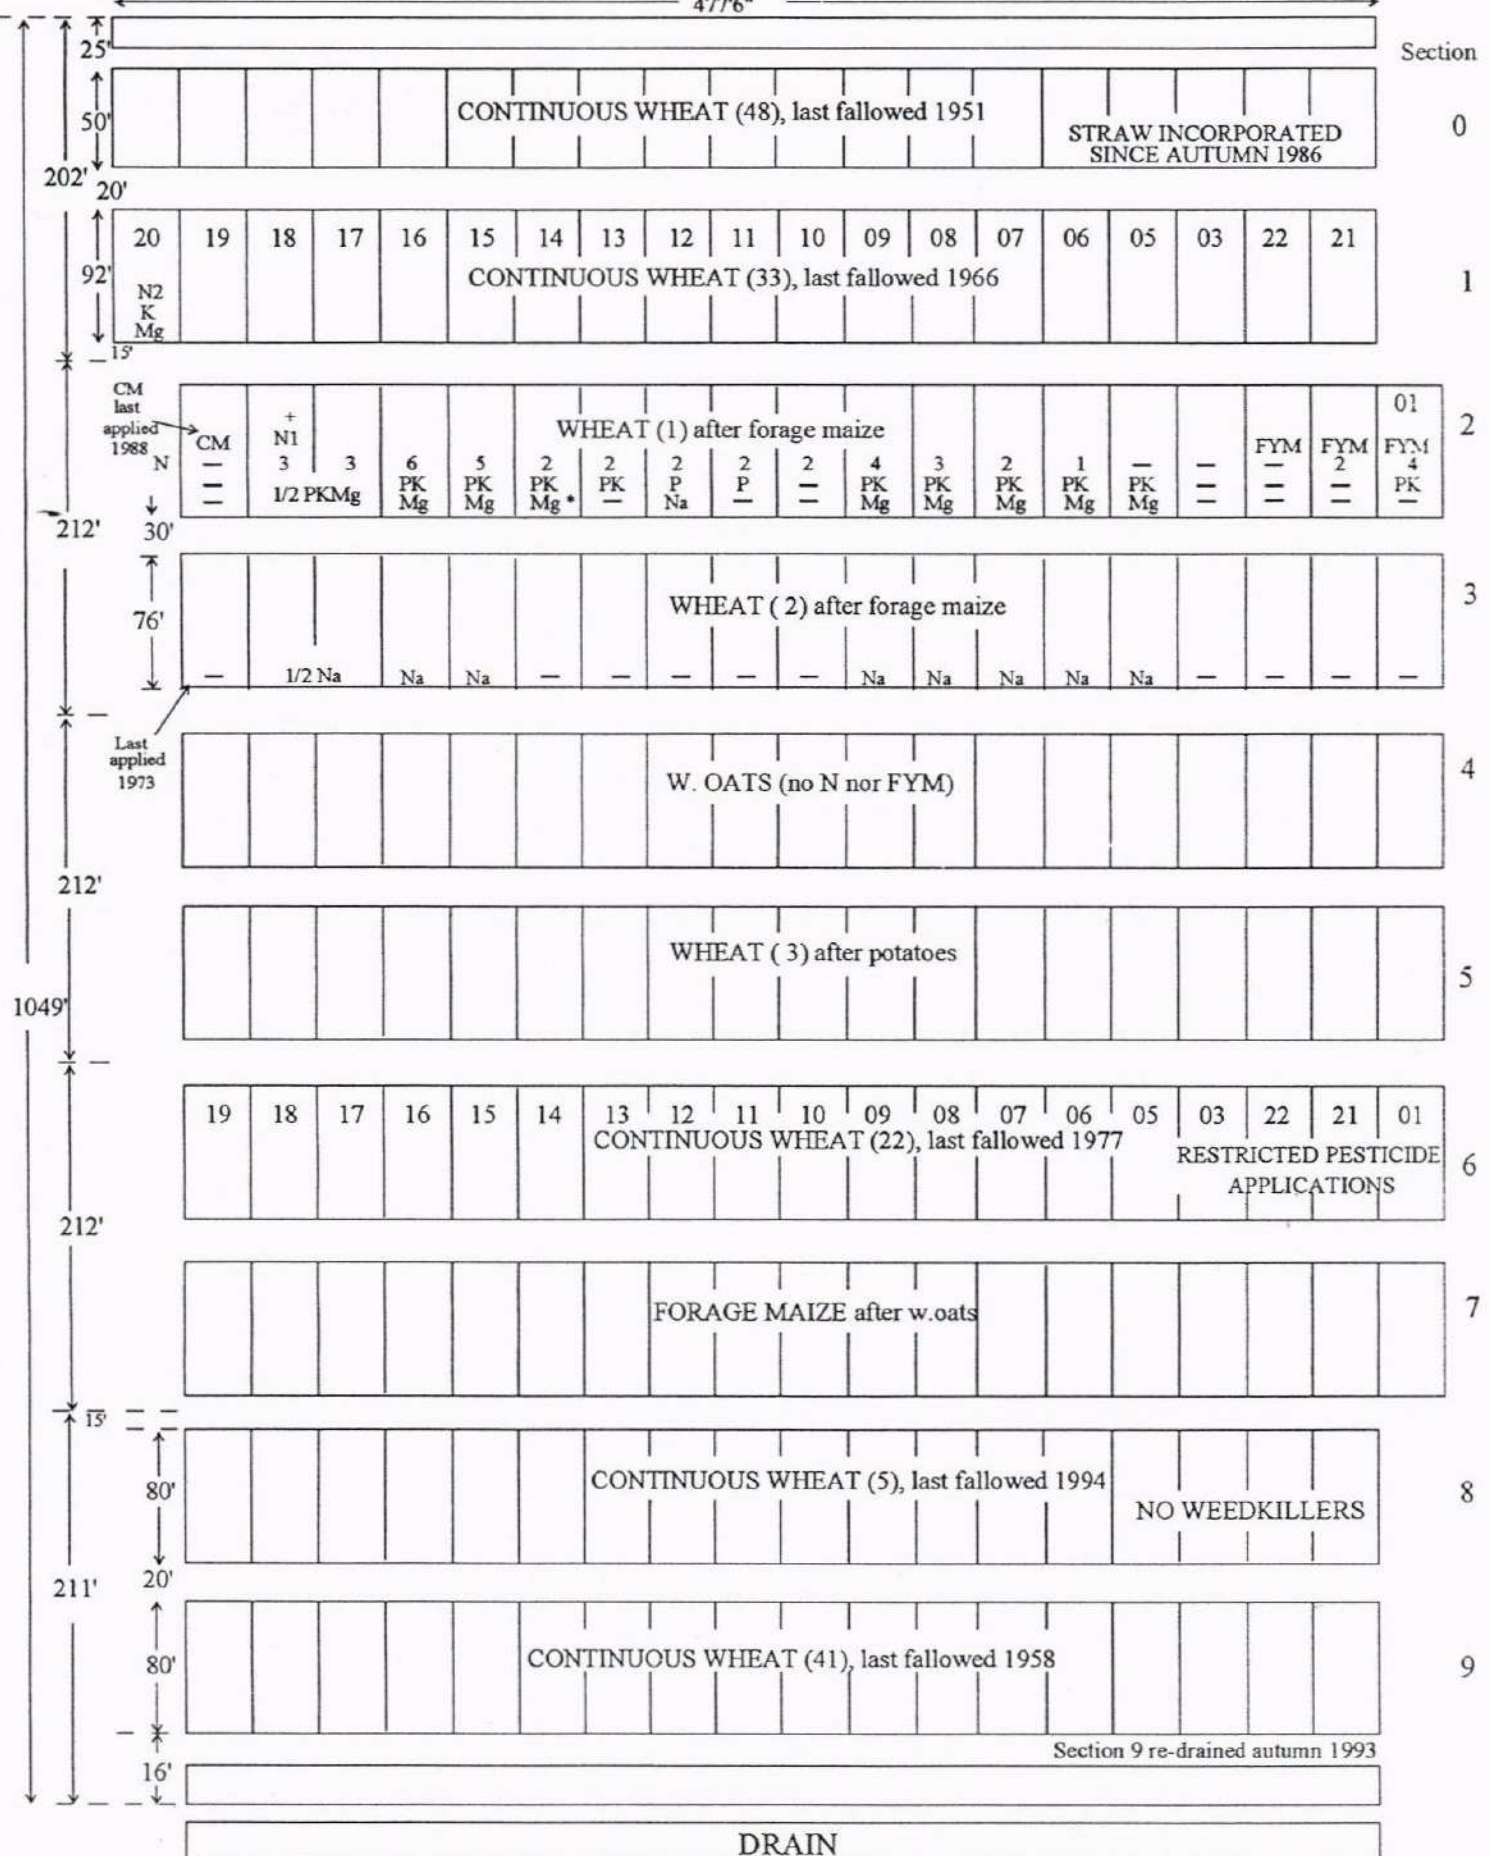 477'6"
25'
Section
50'
CONTINUOUS WHEAT (48), last fallowed 1951
STRAW INCORPORATED
SINCE AUTUMN 1986
0
202'
20'
20 19 18 17 16 15 14 13 12 11 10 09 08 07 06 05 03 22 21
92'
CONTINUOUS WHEAT (33), last fallowed 1966
1
N2
K
Mg
15'
CM
last
applied
1988
01
+
WHEAT (1) after forage maize
2
CM N1 FYM FYM FYM
N — 3 3 6 5 2 2 2 2 2 4 3 2 1 — — — 2 4
— 1/2 PKMg PK PK PK PK P P — PK PK PK PK PK — — — PK
— Mg Mg Mg * — Na — — Mg Mg Mg Mg Mg — — — —
212'
30'
76'
WHEAT ( 2) after forage maize
3
— 1/2 Na Na Na — — — — — Na Na Na Na Na — — — —
Last
applied
1973
W. OATS (no N nor FYM)
4
212'
WHEAT ( 3) after potatoes
5
1049'
19 18 17 16 15 14 13 12 11 10 09 08 07 06 05 03 22 21 01
CONTINUOUS WHEAT (22), last fallowed 1977
RESTRICTED PESTICIDE
APPLICATIONS
6
212'
FORAGE MAIZE after w.oats
7
15'
80'
CONTINUOUS WHEAT (5), last fallowed 1994
NO WEEDKILLERS
8
211'
20'
80'
CONTINUOUS WHEAT (41), last fallowed 1958
9
Section 9 re-drained autumn 1993
16'
DRAIN